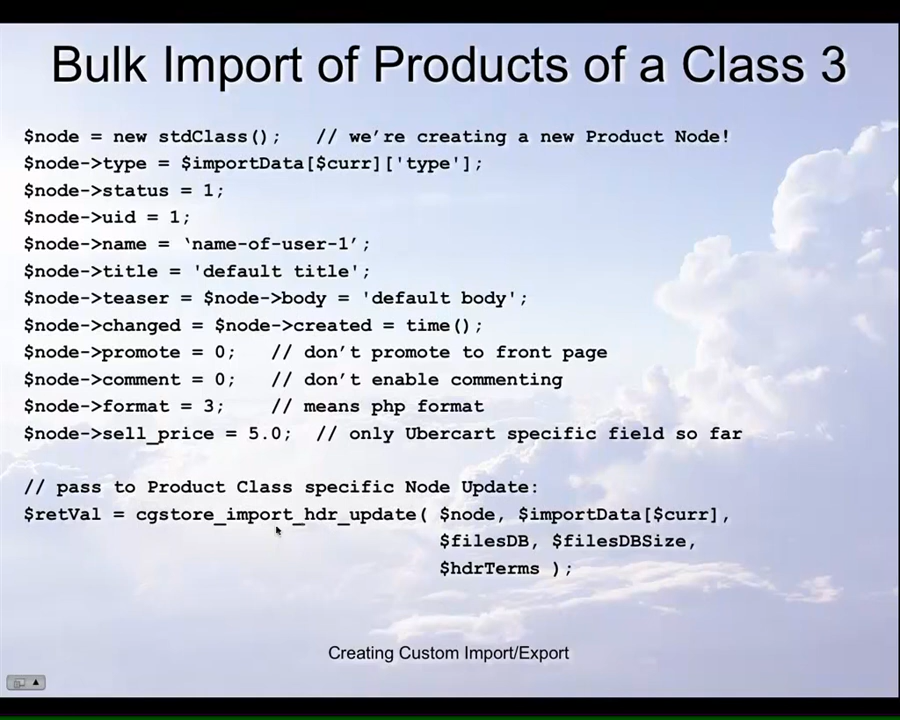 Bulk Import of Products of a Class 3
$node = new stdClass();   // we’re creating a new Product Node!
$node->type = $importData[$curr]['type'];
$node->status = 1;
$node->uid = 1;
$node->name = ‘name-of-user-1’;
$node->title = 'default title';
$node->teaser = $node->body = 'default body';
$node->changed = $node->created = time();
$node->promote = 0;   // don’t promote to front page
$node->comment = 0;   // don’t enable commenting
$node->format = 3;    // means php format
$node->sell_price = 5.0;  // only Ubercart specific field so far
// pass to Product Class specific Node Update:
$retVal = cgstore_import_hdr_update( $node, $importData[$curr],
$filesDB, $filesDBSize,
$hdrTerms );
Creating Custom Import/Export